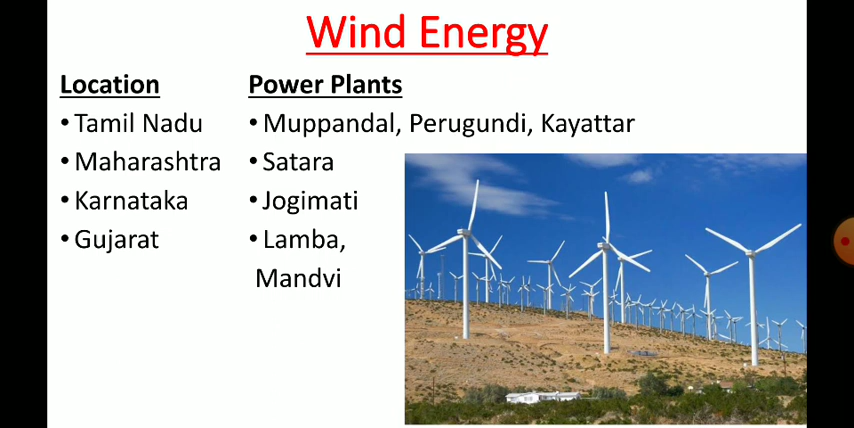 Wind Energy
Location Power Plants
• Tamil Nadu • Muppandal, Perugundi, Kayattar
• Maharashtra • Satara
• Karnataka • Jogimati
• Gujarat • Lamba,
Mandvi